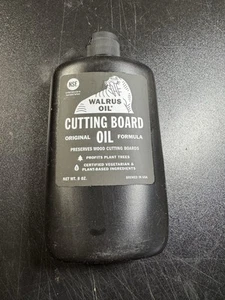 NSF
WALRUS
OIL
CUTTING BOARD
ORIGINAL OIL FORMULA
PRESERVES WOOD CUTTING BOARDS
PROFITS PLANT TREES
CERTIFIED VEGETARIAN &
PLANT-BASED INGREDIENTS
NET WT. 8 OZ.